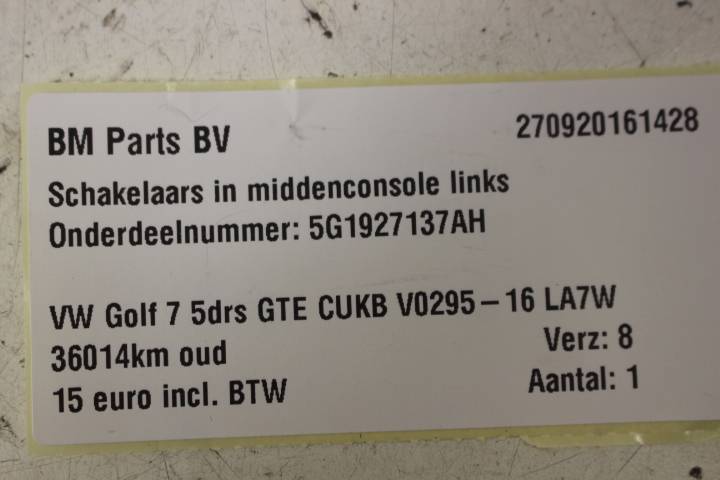 BM Parts BV 270920161428
Schakelaars in middenconsole links
Onderdeelnummer: 5G1927137AH
VW Golf 7 5drs GTE CUKB V0295-16 LA7W
36014km oud Verz: 8
15 euro incl. BTW Aantal: 1